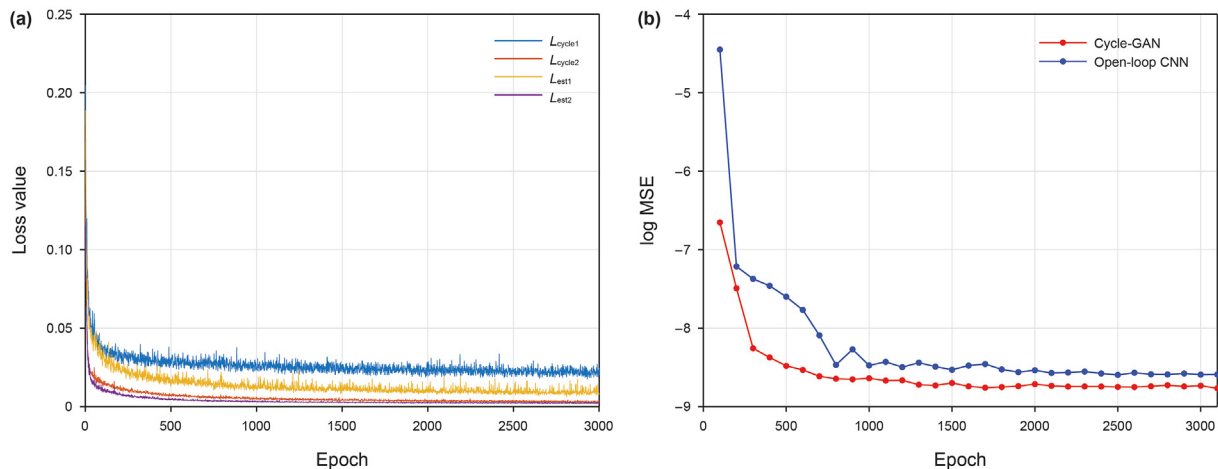 (a)
0.25
0.20
0.15
0.10
0.05
0
Loss value
0 500 1000 1500 2000 2500 3000
Epoch
Lcycle1
Lcycle2
Lest1
Lest2
(b)
–4
–5
–6
–7
–8
–9
log MSE
0 500 1000 1500 2000 2500 3000
Epoch
Cycle-GAN
Open-loop CNN